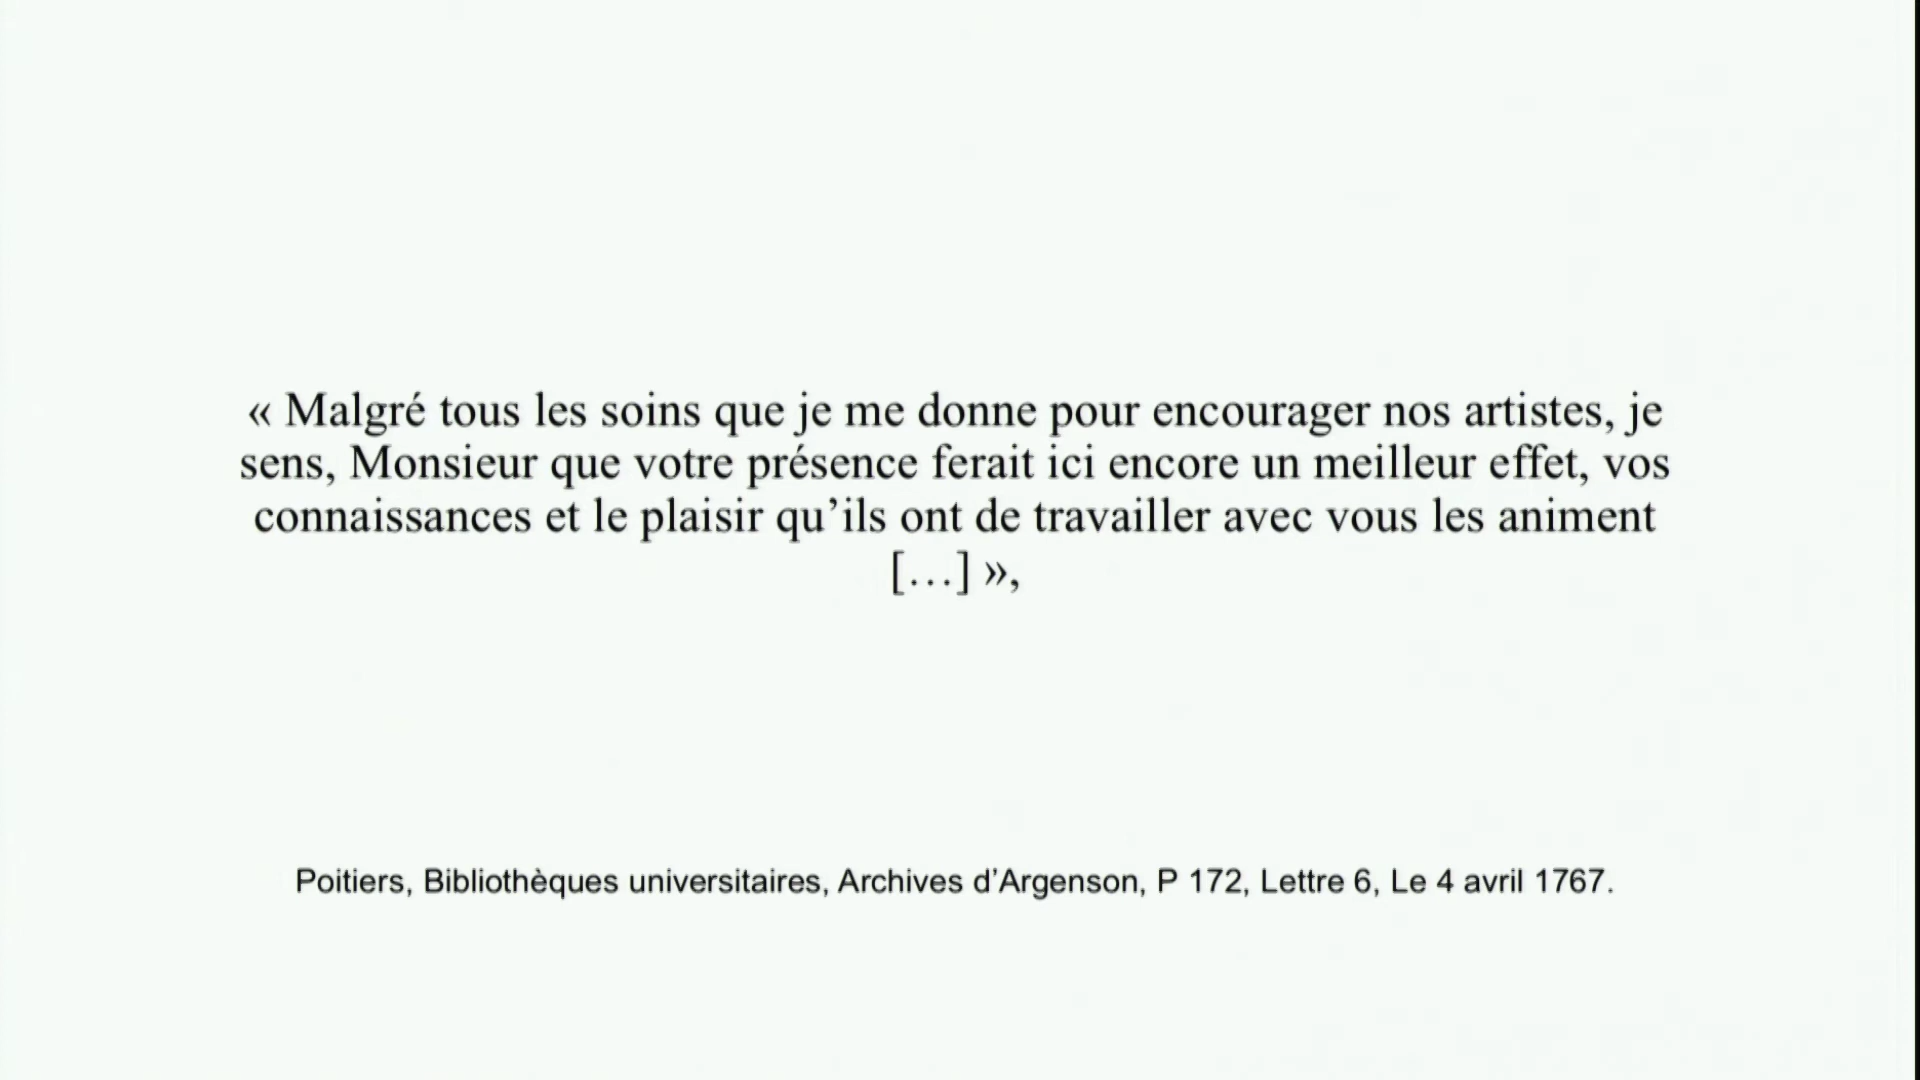 « Malgré tous les soins que je me donne pour encourager nos artistes, je
sens, Monsieur que votre présence ferait ici encore un meilleur effet, vos
connaissances et le plaisir qu’ils ont de travailler avec vous les animent
[…] »,
Poitiers, Bibliothèques universitaires, Archives d’Argenson, P 172, Lettre 6, Le 4 avril 1767.